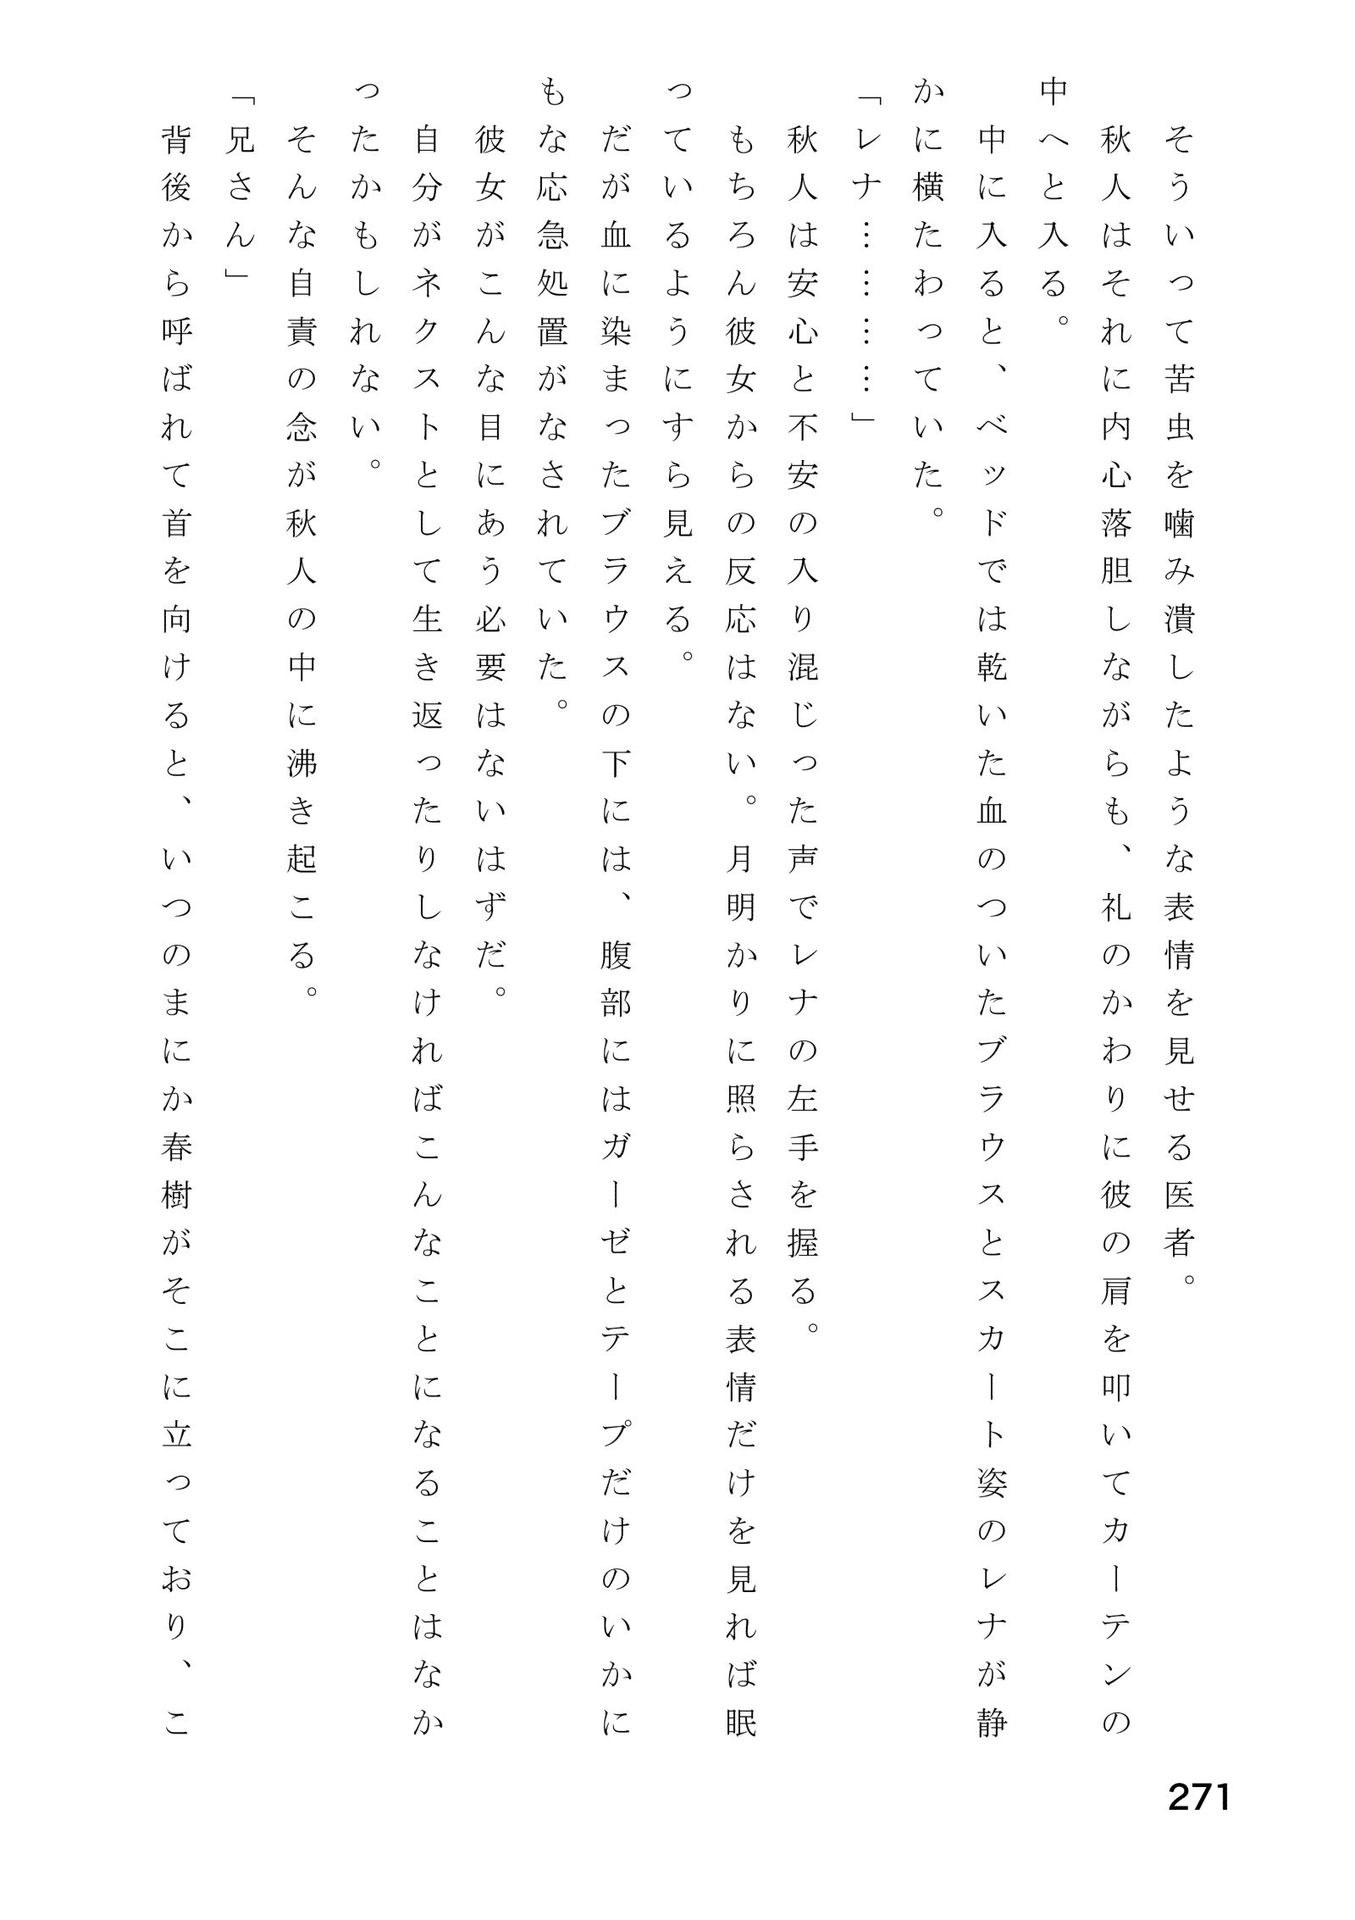 そういって苦虫を噛み潰したような表情を見せる医者。
　秋人はそれに内心落胆しながらも、礼のかわりに彼の肩を叩いてカーテンの
中へと入る。
　中に入ると、ベッドでは乾いた血のついたブラウスとスカート姿のレナが静
かに横たわっていた。
「レナ…………」
　秋人は安心と不安の入り混じった声でレナの左手を握る。
　もちろん彼女からの反応はない。月明かりに照らされる表情だけを見れば眠
っているようにすら見える。
　だが血に染まったブラウスの下には、腹部にはガーゼとテープだけのいかに
もな応急処置がなされていた。
　彼女がこんな目にあう必要はないはずだ。
　自分がネクストとして生き返ったりしなければこんなことになることはなか
ったかもしれない。
　そんな自責の念が秋人の中に沸き起こる。
「兄さん」
　背後から呼ばれて首を向けると、いつのまにか春樹がそこに立っており、こ
271